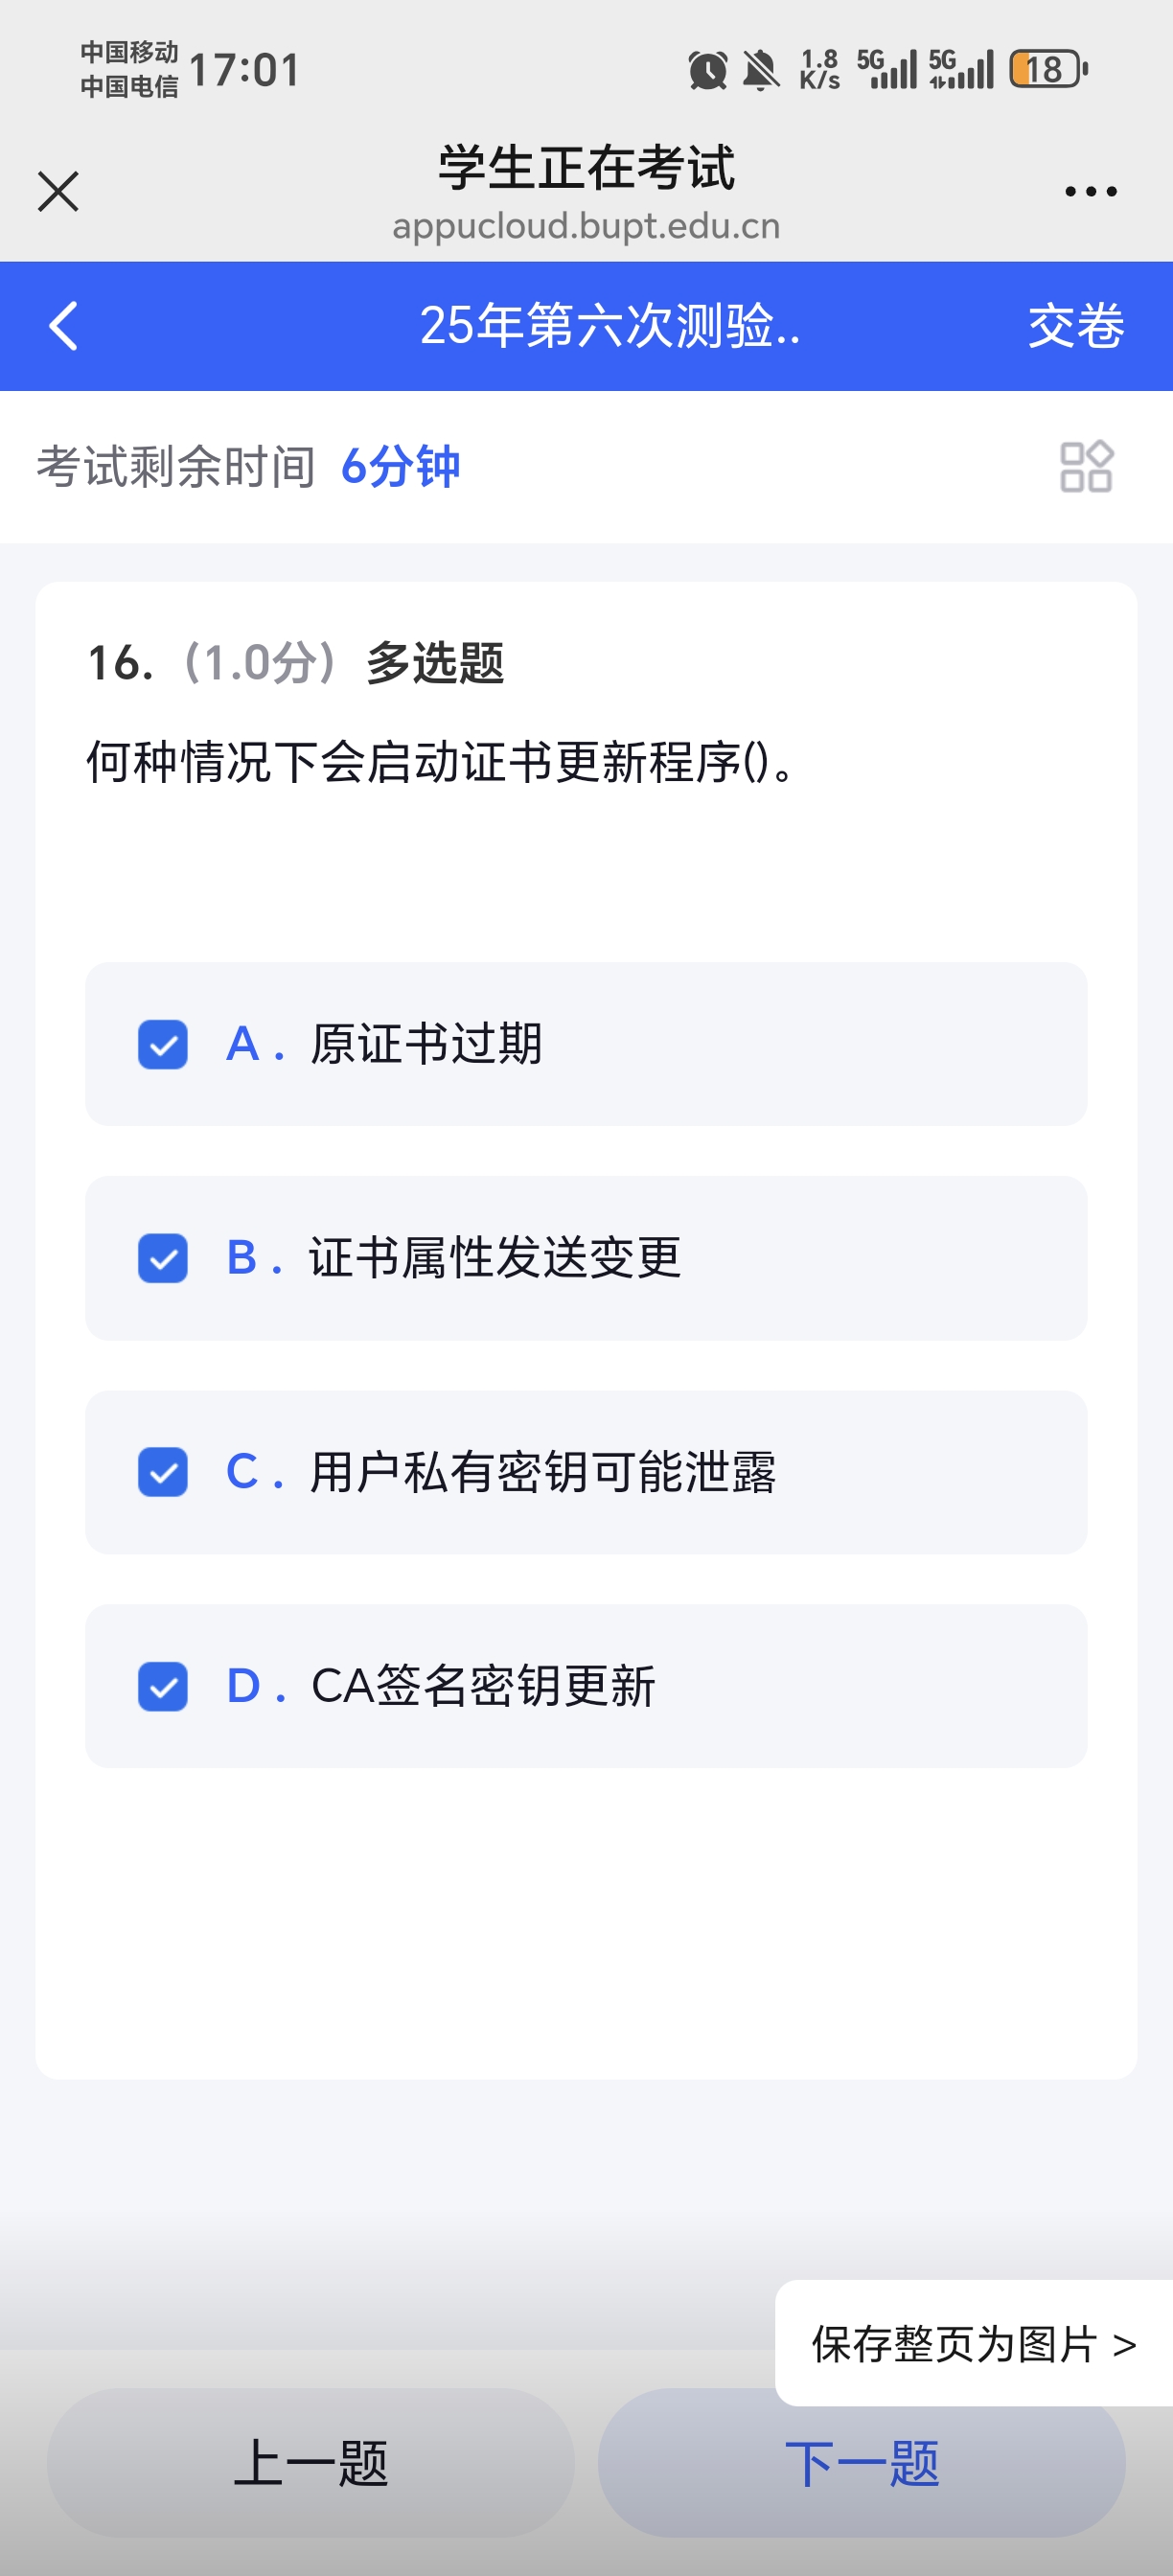 中国移动
中国电信
17:01
1.8
K/s
5G
5G
18
学生正在考试
appucloud.bupt.edu.cn
25年第六次测验..
交卷
考试剩余时间 6分钟
16. (1.0分) 多选题
何种情况下会启动证书更新程序()。
A. 原证书过期
B. 证书属性发送变更
C. 用户私有密钥可能泄露
D. CA签名密钥更新
保存整页为图片 >
上一题
下一题